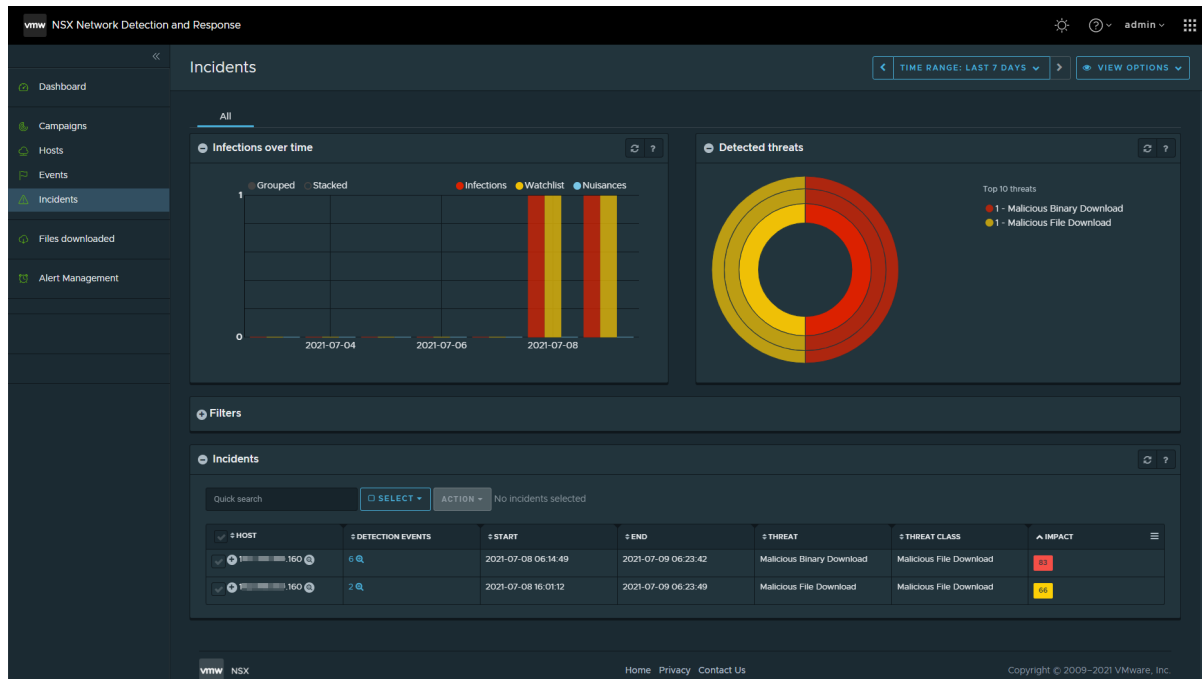 vmw NSX Network Detection and Response
admin
Dashboard
Campaigns
Hosts
Events
Incidents
Files downloaded
Alert Management
Incidents
TIME RANGE: LAST 7 DAYS
VIEW OPTIONS
All
Infections over time
?
Grouped Stacked Infections Watchlist Nuisances
1
0
2021-07-04 2021-07-06 2021-07-08
Detected threats
?
Top 10 threats
1 - Malicious Binary Download
1 - Malicious File Download
Filters
Incidents
?
Quick search SELECT ACTION No incidents selected
HOST DETECTION EVENTS START END THREAT THREAT CLASS IMPACT
.160 6 2021-07-08 06:14:49 2021-07-09 06:23:42 Malicious Binary Download Malicious File Download 83
.160 2 2021-07-08 16:01:12 2021-07-09 06:23:49 Malicious File Download Malicious File Download 66
vmw NSX Home Privacy Contact Us Copyright © 2009-2021 VMware, Inc.